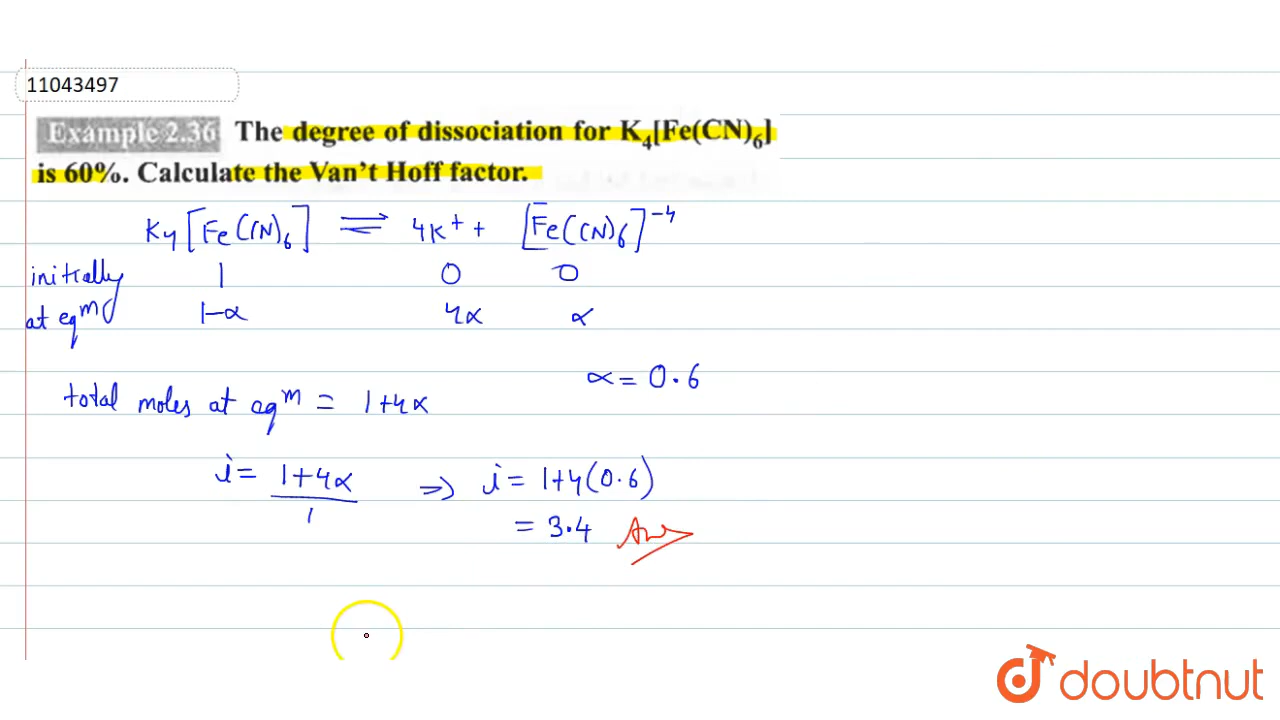 11043497
Example 2.36 The degree of dissociation for K₄[Fe(CN)₆]
is 60%. Calculate the Van't Hoff factor.
K₄[Fe(CN)₆] ⇌ 4K⁺ + [Fe(CN)₆]⁻⁴
initially 1 0 0
at eqᵐ 1-α 4α α
α = 0.6
total moles at eqᵐ = 1+4α
i = 1+4α/1 ⇒ i = 1+4(0.6)
= 3.4 Ans
doubtnut